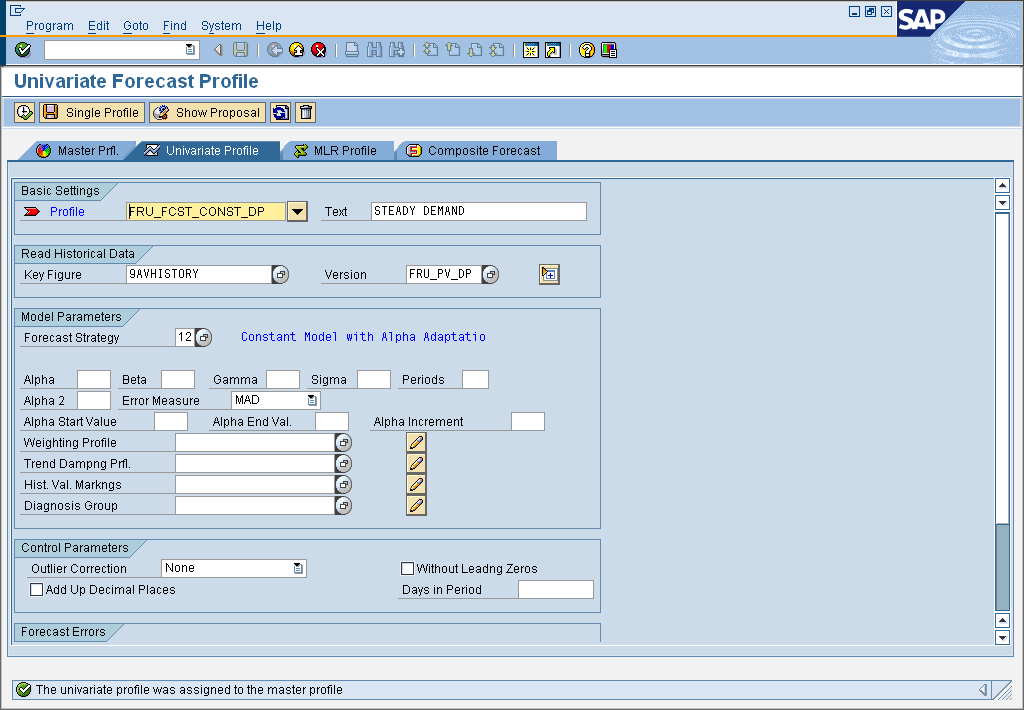 Program Edit Goto Find System Help
SAP
Univariate Forecast Profile
Single Profile Show Proposal
Master Prfl. Univariate Profile MLR Profile Composite Forecast
Basic Settings
Profile FRU_FCST_CONST_DP Text STEADY DEMAND
Read Historical Data
Key Figure 9AVHISTORY Version FRU_PV_DP
Model Parameters
Forecast Strategy 12 Constant Model with Alpha Adaptatio
Alpha Beta Gamma Sigma Periods
Alpha 2 Error Measure MAD
Alpha Start Value Alpha End Val. Alpha Increment
Weighting Profile
Trend Dampng Prfl.
Hist. Val. Markngs
Diagnosis Group
Control Parameters
Outlier Correction None Without Leadng Zeros
Add Up Decimal Places Days in Period
Forecast Errors
The univariate profile was assigned to the master profile